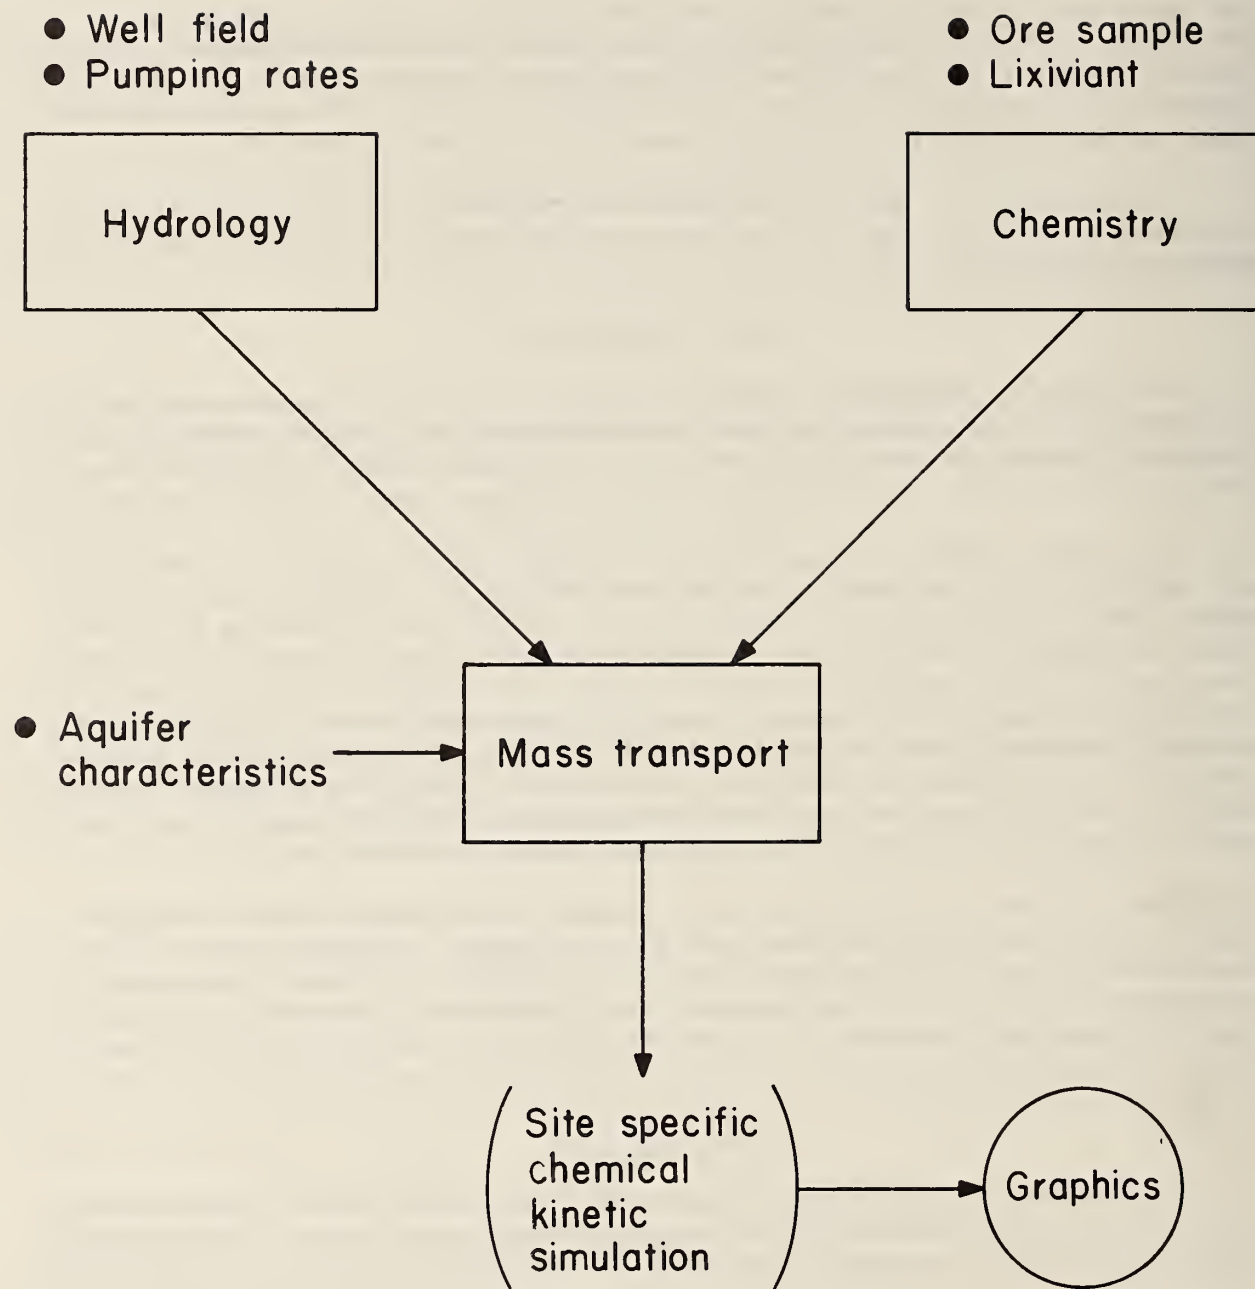 ● Well field
● Pumping rates
● Ore sample
● Lixiviant
Hydrology
Chemistry
● Aquifer
characteristics
Mass transport
Site specific
chemical
kinetic
simulation
Graphics